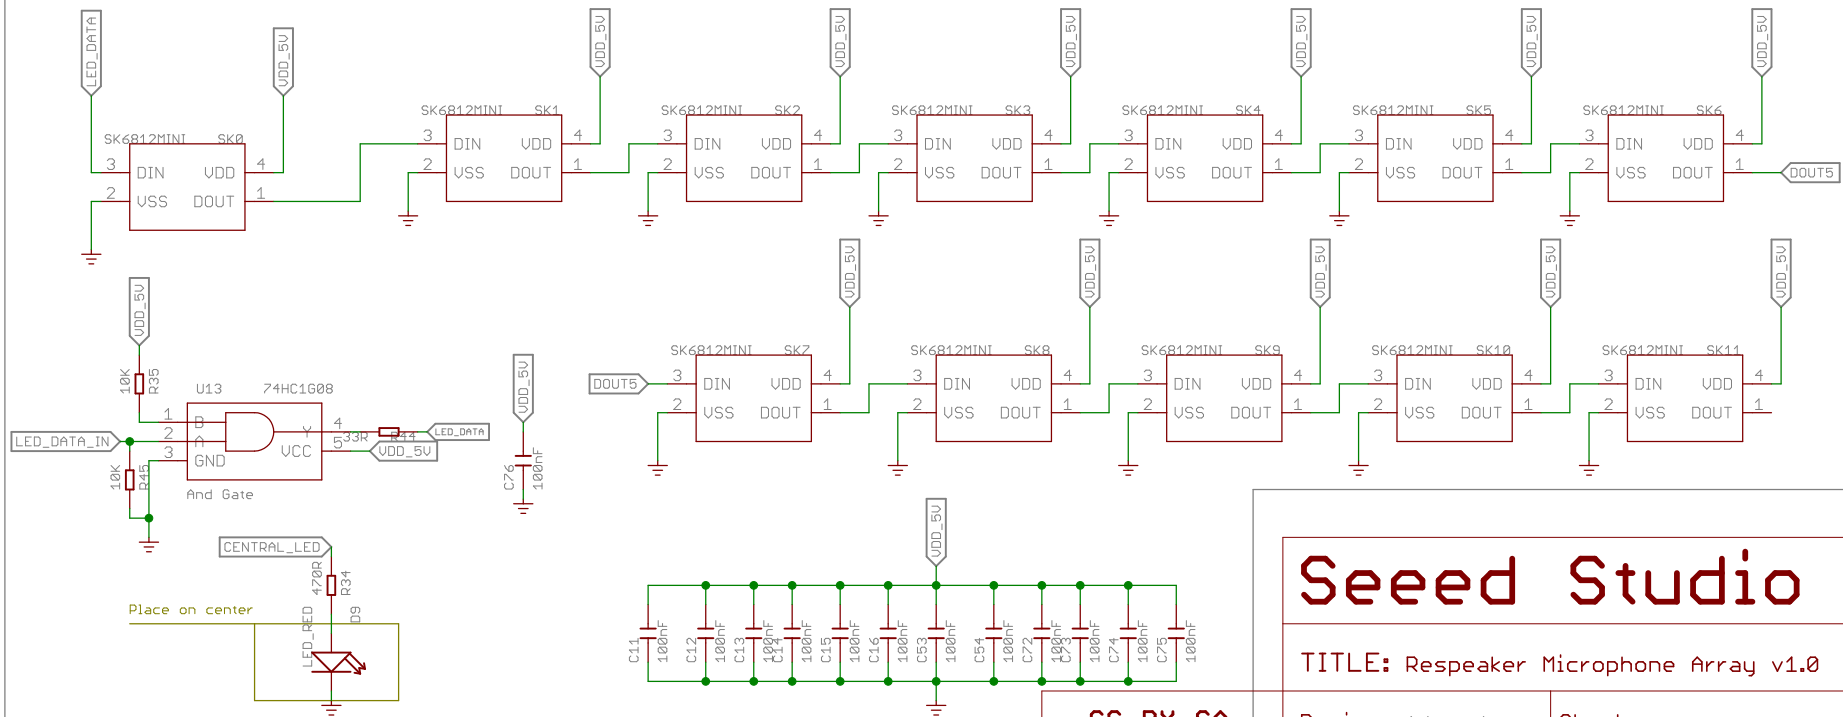 LED_DATA
VDD_5V
VDD_5V
VDD_5V
VDD_5V
VDD_5V
VDD_5V
VDD_5V
SK6812MINI SK0
3 DIN VDD 4
2 VSS DOUT 1
SK6812MINI SK1
3 DIN VDD 4
2 VSS DOUT 1
SK6812MINI SK2
3 DIN VDD 4
2 VSS DOUT 1
SK6812MINI SK3
3 DIN VDD 4
2 VSS DOUT 1
SK6812MINI SK4
3 DIN VDD 4
2 VSS DOUT 1
SK6812MINI SK5
3 DIN VDD 4
2 VSS DOUT 1
SK6812MINI SK6
3 DIN VDD 4
2 VSS DOUT 1
DOUT5
VDD_5V
VDD_5V
VDD_5V
VDD_5V
VDD_5V
DOUT5
SK6812MINI SK7
3 DIN VDD 4
2 VSS DOUT 1
SK6812MINI SK8
3 DIN VDD 4
2 VSS DOUT 1
SK6812MINI SK9
3 DIN VDD 4
2 VSS DOUT 1
SK6812MINI SK10
3 DIN VDD 4
2 VSS DOUT 1
SK6812MINI SK11
3 DIN VDD 4
2 VSS DOUT 1
VDD_5V
10K R35
U13 74HC1G08
1 B
LED_DATA_IN 2 A Y 4 33R R44 LED_DATA
3 GND VCC 5 VDD_5V
10K R45
And Gate
VDD_5V
C76 100nF
CENTRAL_LED
470R R34
Place on center
LED_RED D9
VDD_5V
C11 100nF
C12 100nF
C13 100nF
C14 100nF
C15 100nF
C16 100nF
C53 100nF
C54 100nF
C72 100nF
C73 100nF
C74 100nF
C75 100nF
Seeed Studio
TITLE: Respeaker Microphone Array v1.0